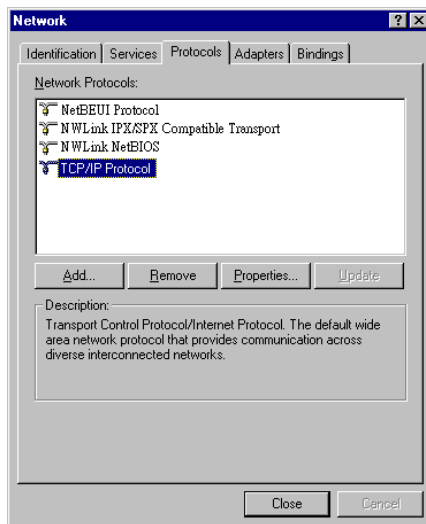 Network
Identification Services Protocols Adapters Bindings
Network Protocols:
NetBEUI Protocol
NWLink IPX/SPX Compatible Transport
NWLink NetBIOS
TCP/IP Protocol
Add... Remove Properties... Update
Description:
Transport Control Protocol/Internet Protocol. The default wide
area network protocol that provides communication across
diverse interconnected networks.
Close Cancel